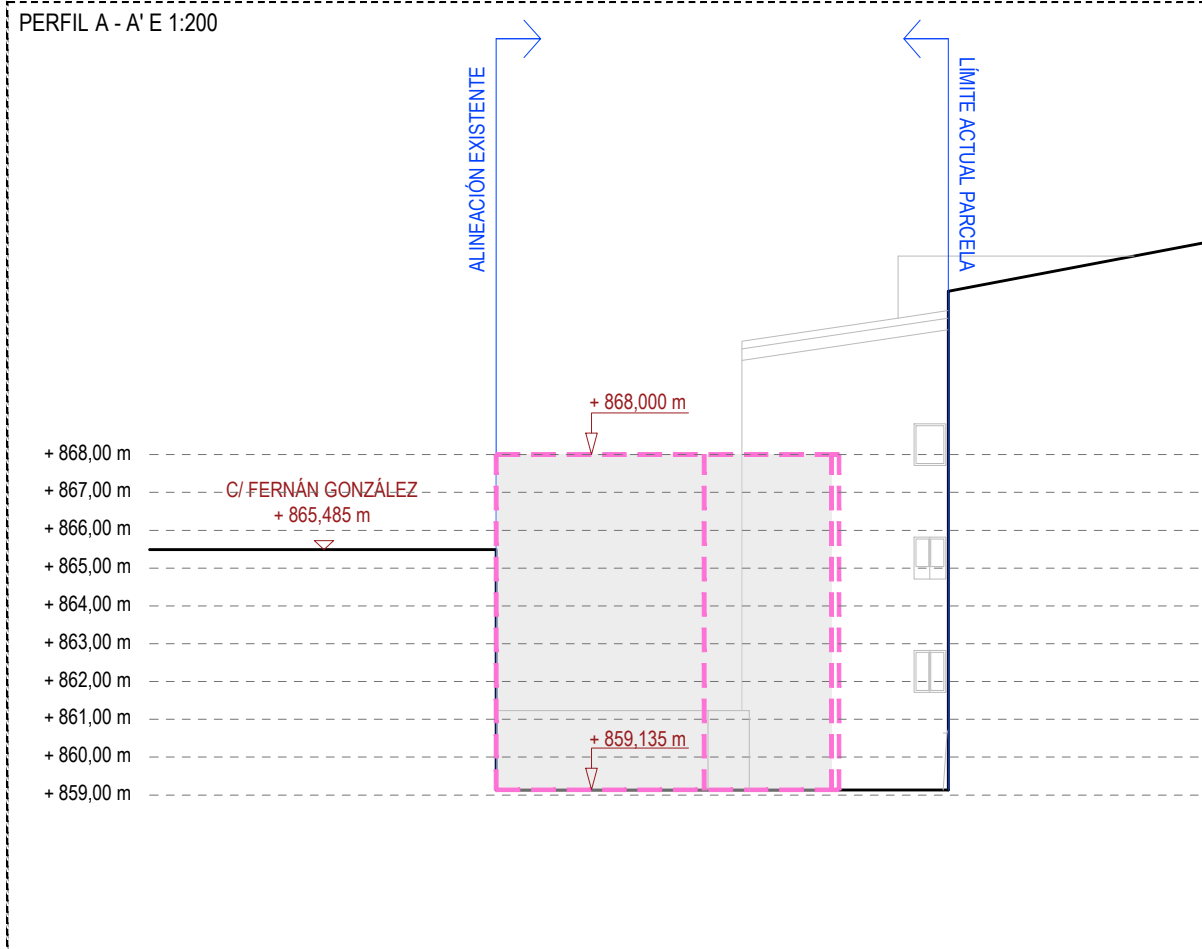 PERFIL A - A' E 1:200
ALINEACIÓN EXISTENTE
LÍMITE ACTUAL PARCELA
+ 868,000 m
+ 868,00 m
+ 867,00 m
C/ FERNÁN GONZÁLEZ
+ 865,485 m
+ 866,00 m
+ 865,00 m
+ 864,00 m
+ 863,00 m
+ 862,00 m
+ 861,00 m
+ 859,135 m
+ 860,00 m
+ 859,00 m